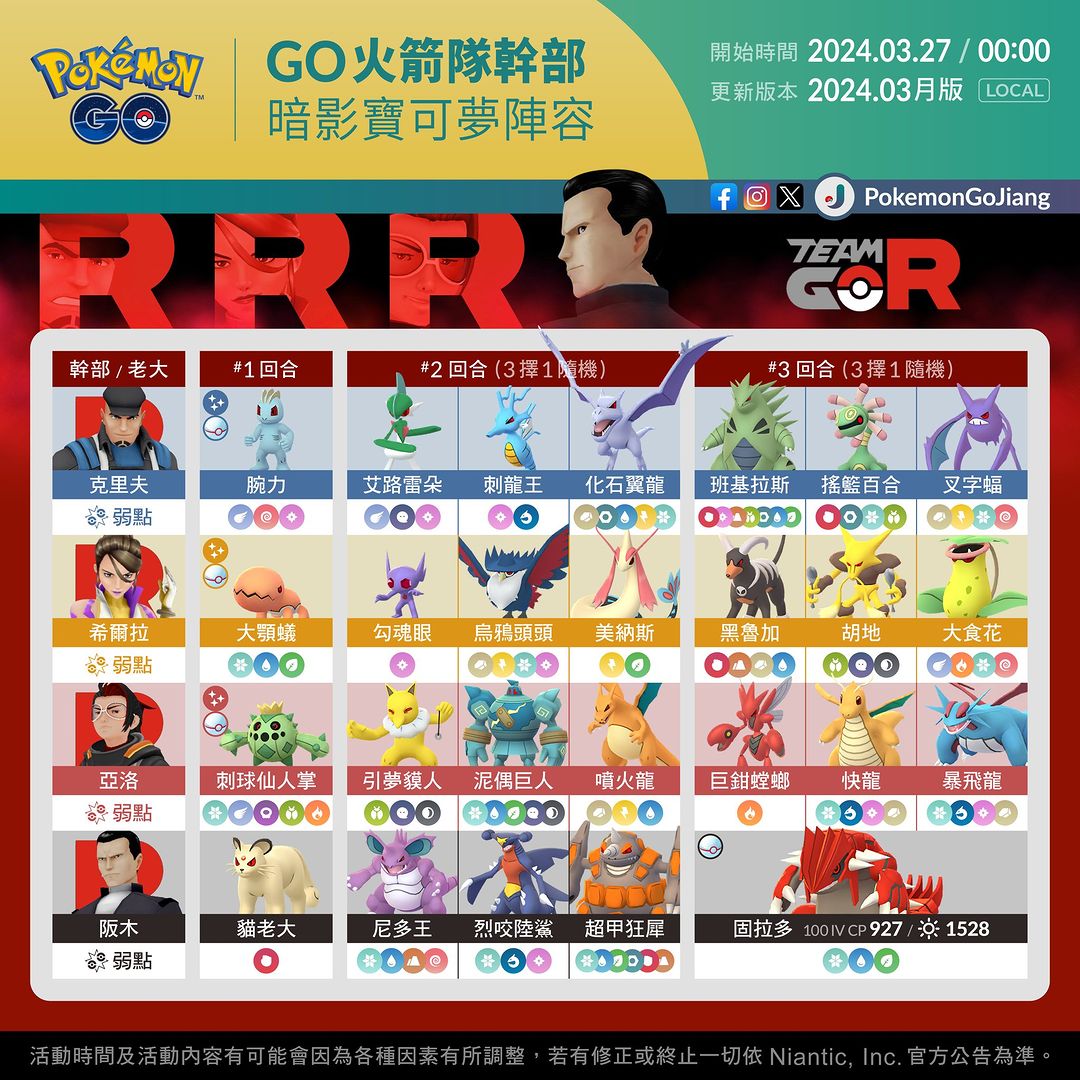 POKéMON
GO
TM
GO火箭隊幹部
暗影寶可夢陣容
開始時間 2024.03.27 / 00:00
更新版本 2024.03月版 LOCAL
PokemonGoJiang
R R R
TEAM
GO R
幹部 / 老大 #1回合 #2回合 (3擇1隨機) #3回合 (3擇1隨機)
克里夫 腕力 艾路雷朵 刺龍王 化石翼龍 班基拉斯 搖籃百合 叉字蝠
弱點
希爾拉 大顎蟻 勾魂眼 烏鴉頭頭 美納斯 黑魯加 胡地 大食花
弱點
亞洛 刺球仙人掌 引夢貘人 泥偶巨人 噴火龍 巨鉗螳螂 快龍 暴飛龍
弱點
阪木 貓老大 尼多王 烈咬陸鯊 超甲狂犀 固拉多 100 IV CP 927 / 1528
弱點
活動時間及活動內容有可能會因為各種因素有所調整，若有修正或終止一切依 Niantic, Inc. 官方公告為準。